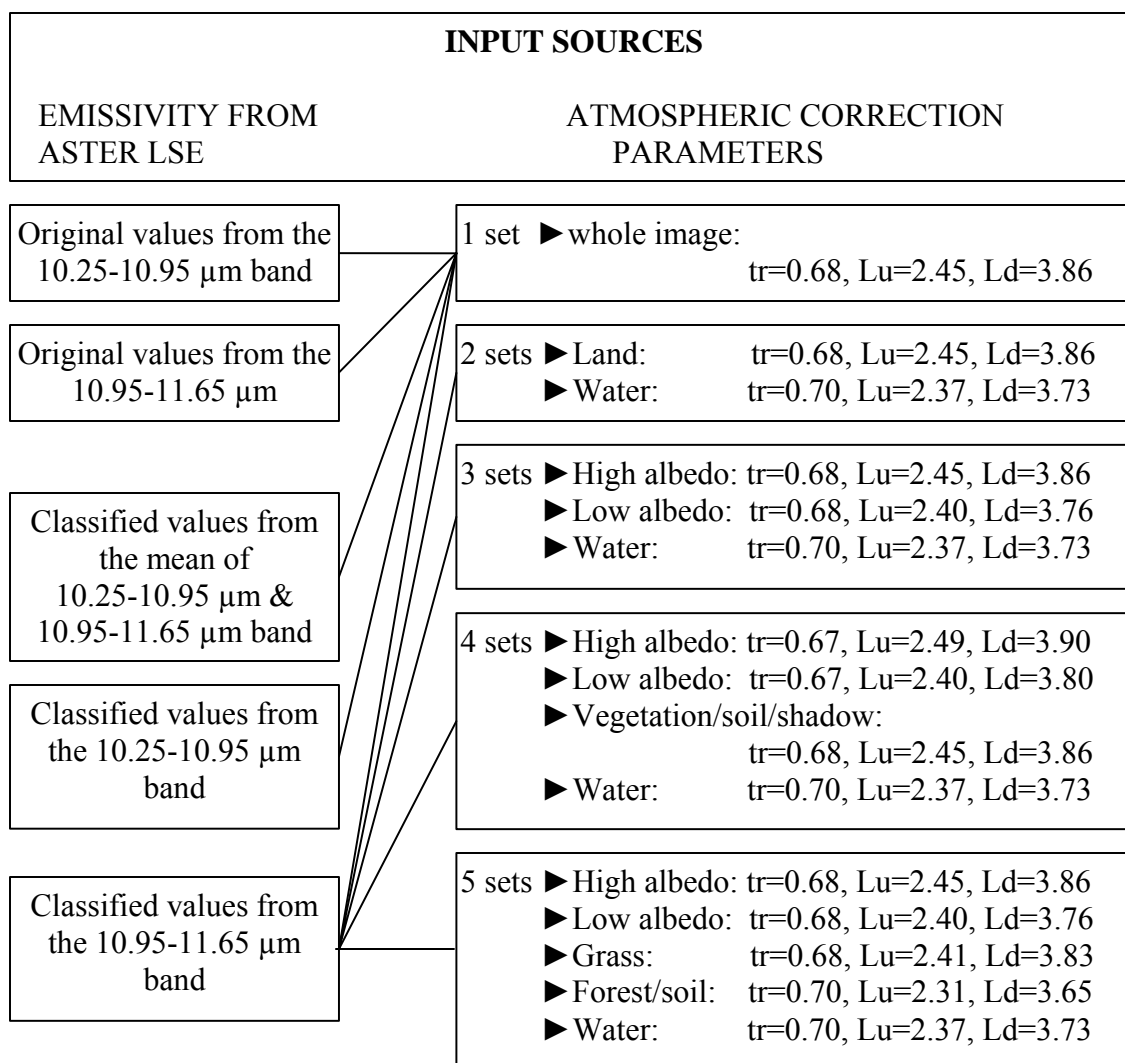 INPUT SOURCES
EMISSIVITY FROM
ASTER LSE
ATMOSPHERIC CORRECTION
PARAMETERS
Original values from the
10.25-10.95 µm band
Original values from the
10.95-11.65 µm
Classified values from
the mean of
10.25-10.95 µm &
10.95-11.65 µm band
Classified values from
the 10.25-10.95 µm
band
Classified values from
the 10.95-11.65 µm
band
1 set ►whole image:
tr=0.68, Lu=2.45, Ld=3.86
2 sets ►Land: tr=0.68, Lu=2.45, Ld=3.86
►Water: tr=0.70, Lu=2.37, Ld=3.73
3 sets ►High albedo: tr=0.68, Lu=2.45, Ld=3.86
►Low albedo: tr=0.68, Lu=2.40, Ld=3.76
►Water: tr=0.70, Lu=2.37, Ld=3.73
4 sets ►High albedo: tr=0.67, Lu=2.49, Ld=3.90
►Low albedo: tr=0.67, Lu=2.40, Ld=3.80
►Vegetation/soil/shadow:
tr=0.68, Lu=2.45, Ld=3.86
►Water: tr=0.70, Lu=2.37, Ld=3.73
5 sets ►High albedo: tr=0.68, Lu=2.45, Ld=3.86
►Low albedo: tr=0.68, Lu=2.40, Ld=3.76
►Grass: tr=0.68, Lu=2.41, Ld=3.83
►Forest/soil: tr=0.70, Lu=2.31, Ld=3.65
►Water: tr=0.70, Lu=2.37, Ld=3.73